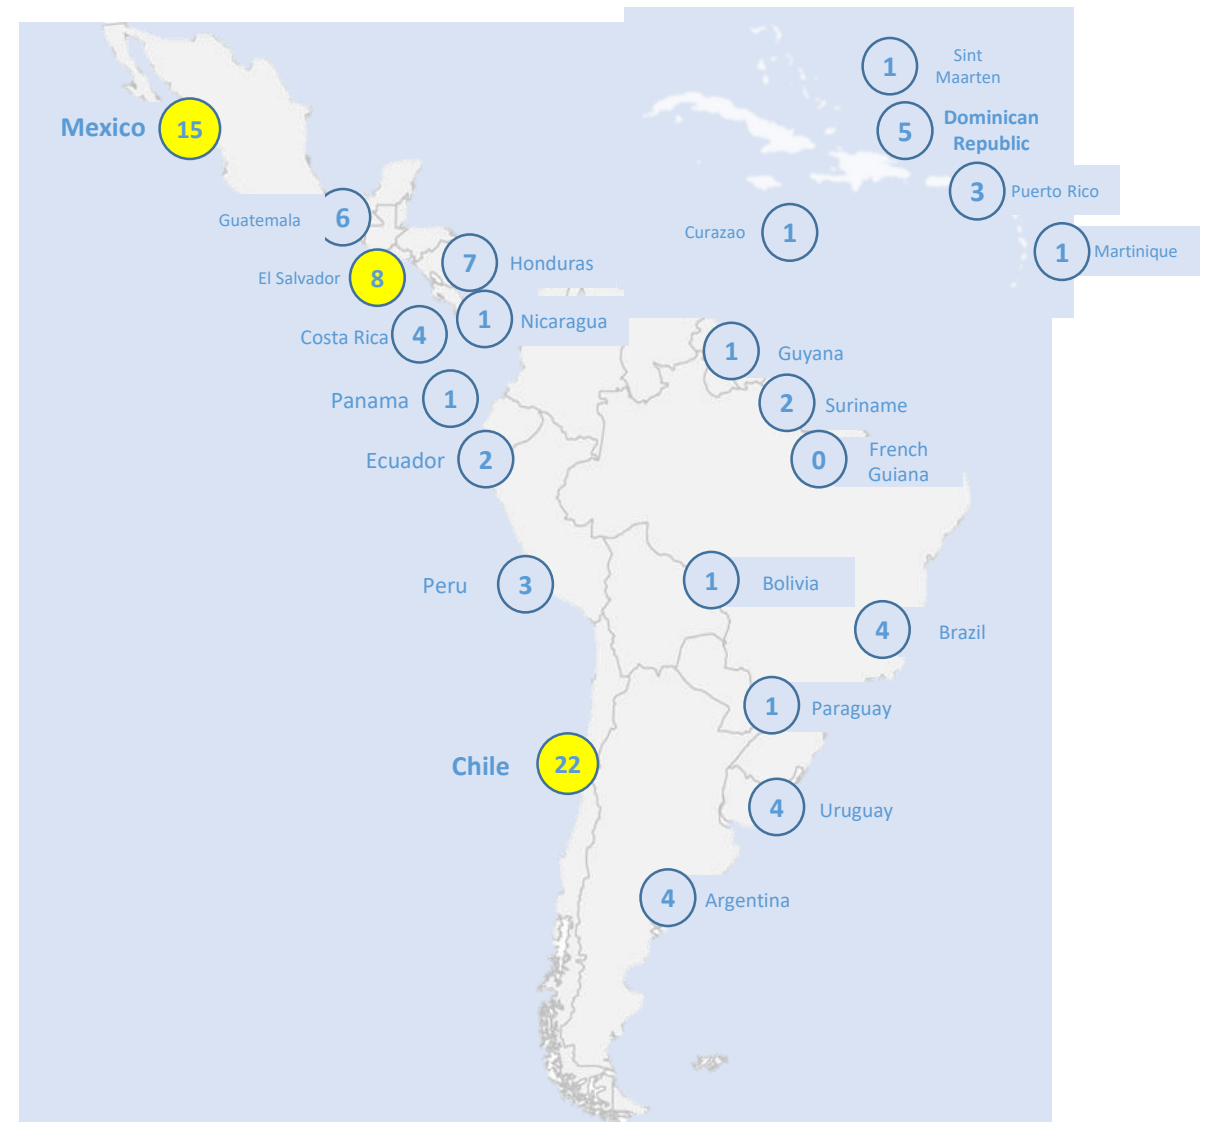 1
Sint
Maarten
Mexico 15
5
Dominican
Republic
3 Puerto Rico
Guatemala 6
Curazao 1
1 Martinique
El Salvador 8
7 Honduras
Costa Rica 4
1 Nicaragua
1 Guyana
Panama 1
2 Suriname
Ecuador 2
0
French
Guiana
Peru 3
1 Bolivia
4 Brazil
1 Paraguay
Chile 22
4 Uruguay
4 Argentina